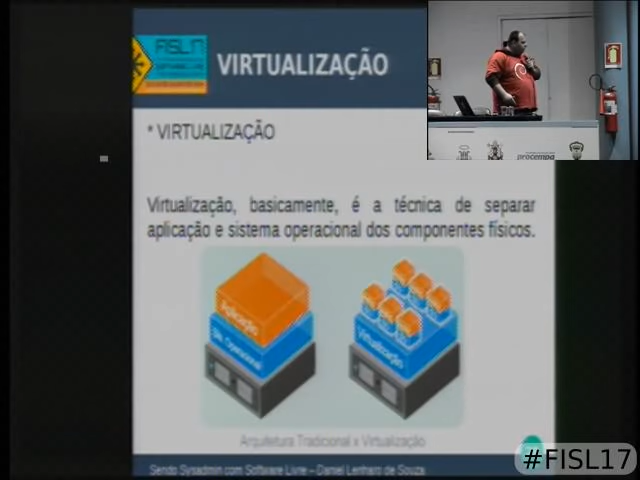 FISL17
VIRTUALIZAÇÃO
* VIRTUALIZAÇÃO
Virtualização, basicamente, é a técnica de separar
aplicação e sistema operacional dos componentes físicos.
Aplicação
Sis. Operacional
Virtualização
Arquitetura Tradicional x Virtualização
Sendo Sysadmin com Software Livre – Daniel Lenharo de Souza
procempa
#FISL17